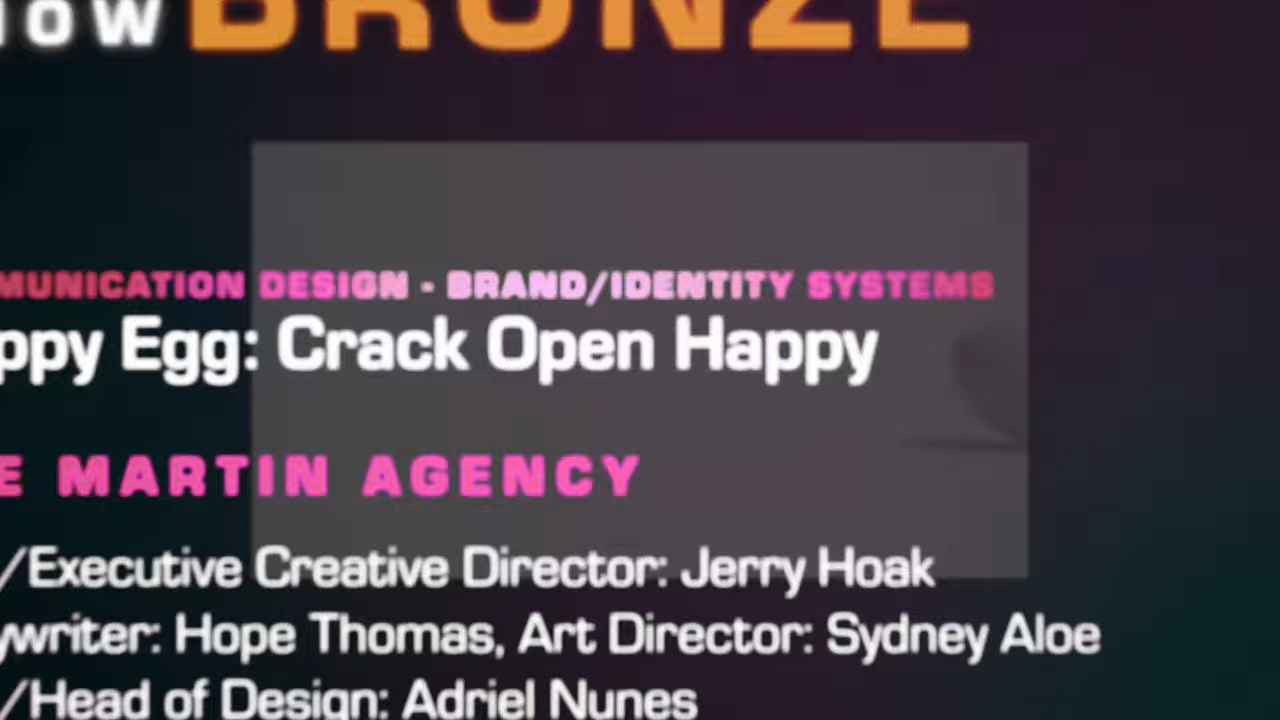 how BRONZE
MUNICATION DESIGN - BRAND/IDENTITY SYSTEMS
ppy Egg: Crack Open Happy
E MARTIN AGENCY
/Executive Creative Director: Jerry Hoak
ywriter: Hope Thomas, Art Director: Sydney Aloe
/Head of Design: Adriel Nunes